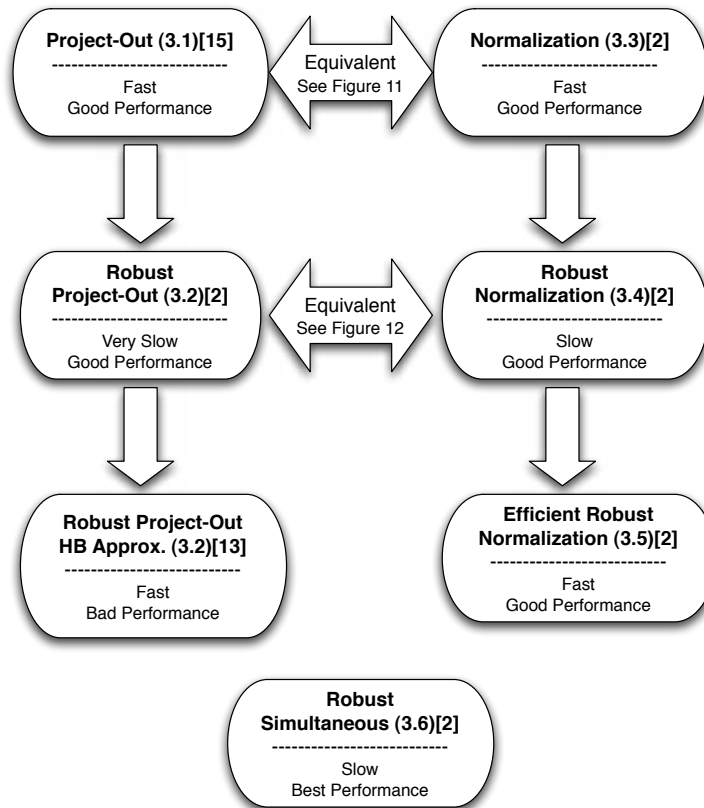 Project-Out (3.1)[15]
----------------------------
Fast
Good Performance
Equivalent
See Figure 11
Normalization (3.3)[2]
----------------------------
Fast
Good Performance
Robust
Project-Out (3.2)[2]
----------------------------
Very Slow
Good Performance
Equivalent
See Figure 12
Robust
Normalization (3.4)[2]
----------------------------
Slow
Good Performance
Robust Project-Out
HB Approx. (3.2)[13]
----------------------------
Fast
Bad Performance
Efficient Robust
Normalization (3.5)[2]
----------------------------
Fast
Good Performance
Robust
Simultaneous (3.6)[2]
----------------------------
Slow
Best Performance